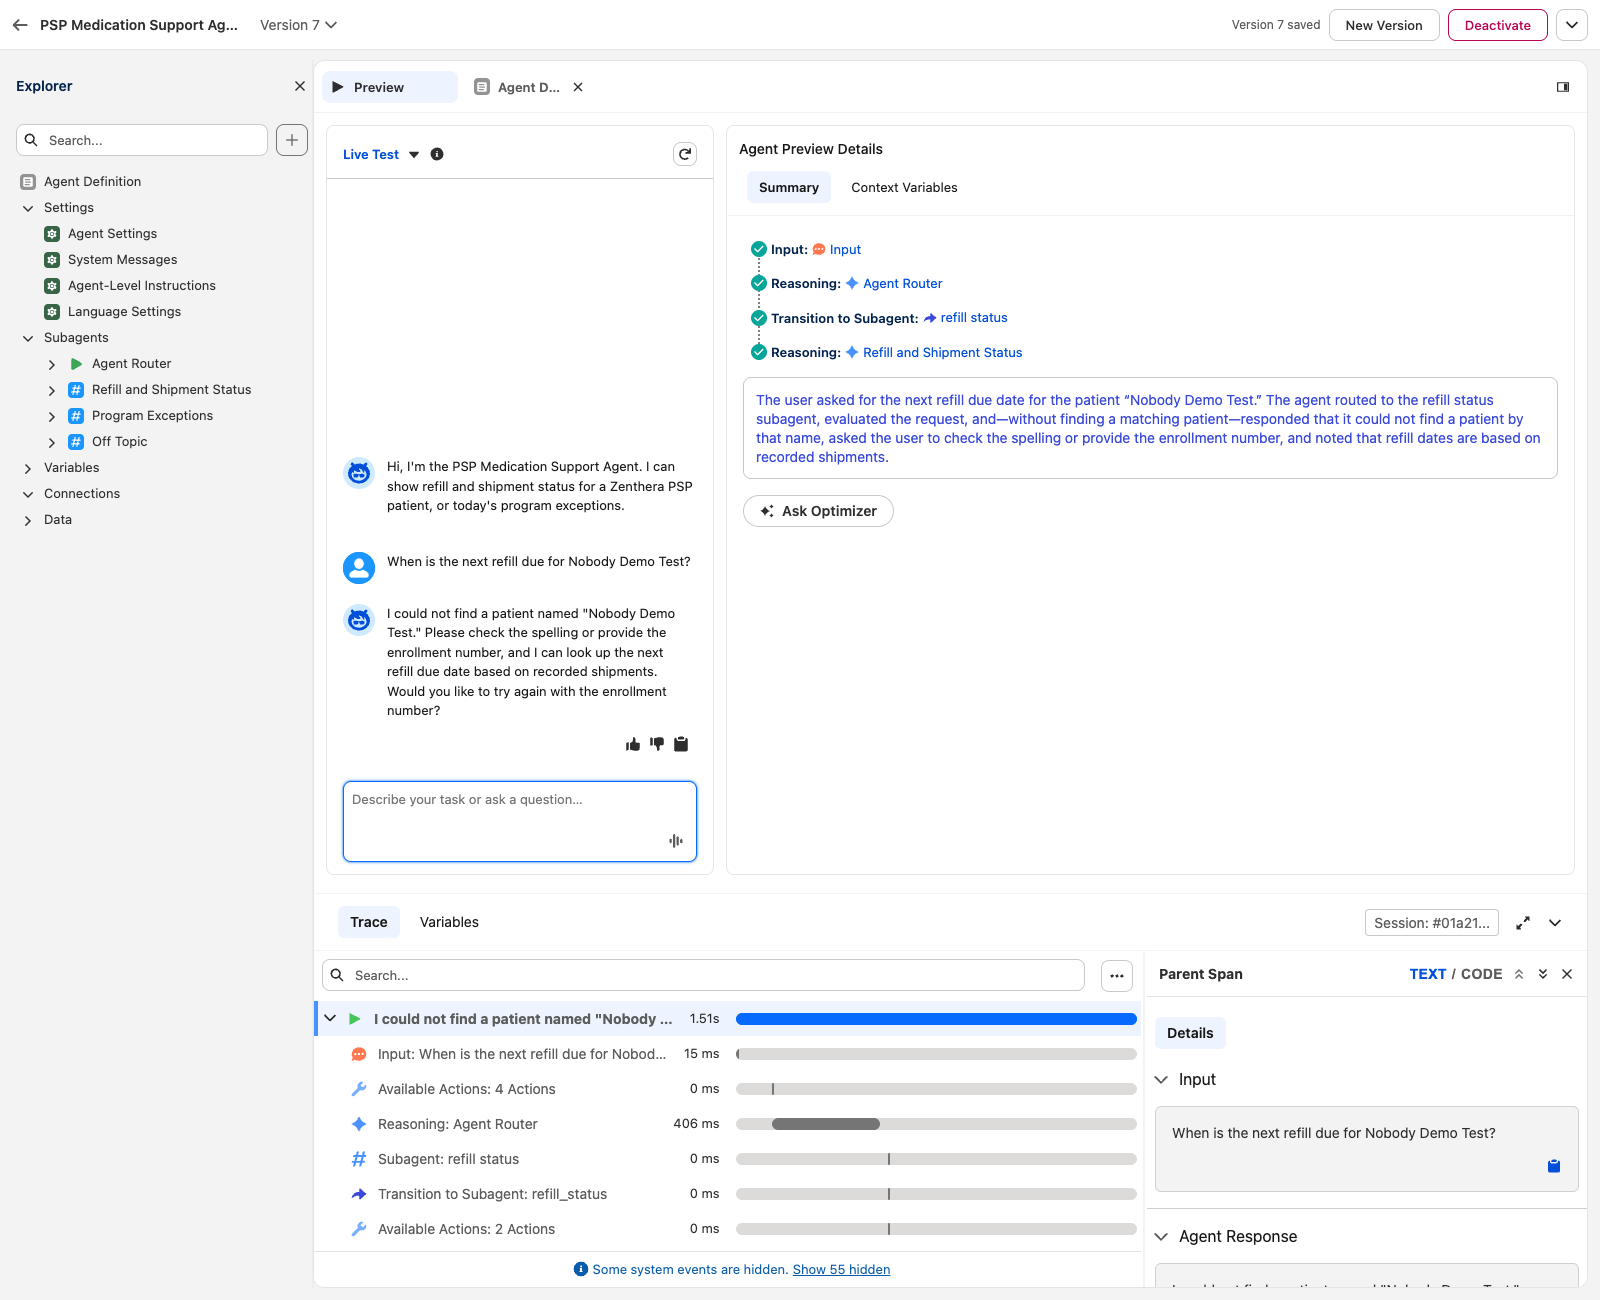 PSP Medication Support Ag...
Version 7
Version 7 saved
New Version
Deactivate
Explorer
Search...
Agent Definition
Settings
Agent Settings
System Messages
Agent-Level Instructions
Language Settings
Subagents
Agent Router
Refill and Shipment Status
Program Exceptions
Off Topic
Variables
Connections
Data
Preview
Agent D...
Live Test
Hi, I'm the PSP Medication Support Agent. I can
show refill and shipment status for a Zenthera PSP
patient, or today's program exceptions.
When is the next refill due for Nobody Demo Test?
I could not find a patient named "Nobody Demo
Test." Please check the spelling or provide the
enrollment number, and I can look up the next
refill due date based on recorded shipments.
Would you like to try again with the enrollment
number?
Describe your task or ask a question...
Agent Preview Details
Summary
Context Variables
Input: Input
Reasoning: Agent Router
Transition to Subagent: refill status
Reasoning: Refill and Shipment Status
The user asked for the next refill due date for the patient “Nobody Demo Test.” The agent routed to the refill status
subagent, evaluated the request, and—without finding a matching patient—responded that it could not find a patient by
that name, asked the user to check the spelling or provide the enrollment number, and noted that refill dates are based on
recorded shipments.
Ask Optimizer
Trace
Variables
Session: #01a21...
Search...
I could not find a patient named "Nobody ... 1.51s
Input: When is the next refill due for Nobod... 15 ms
Available Actions: 4 Actions 0 ms
Reasoning: Agent Router 406 ms
Subagent: refill status 0 ms
Transition to Subagent: refill_status 0 ms
Available Actions: 2 Actions 0 ms
Some system events are hidden. Show 55 hidden
Parent Span
TEXT / CODE
Details
Input
When is the next refill due for Nobody Demo Test?
Agent Response